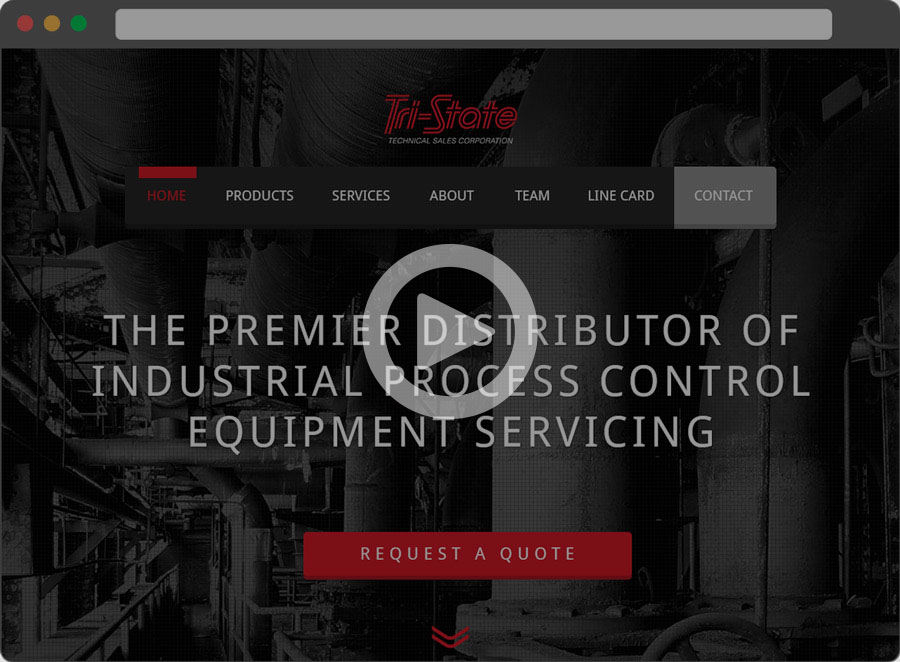 Tri-State
TECHNICAL SALES CORPORATION
HOME PRODUCTS SERVICES ABOUT TEAM LINE CARD CONTACT
THE PREMIER DISTRIBUTOR OF
INDUSTRIAL PROCESS CONTROL
EQUIPMENT SERVICING
REQUEST A QUOTE